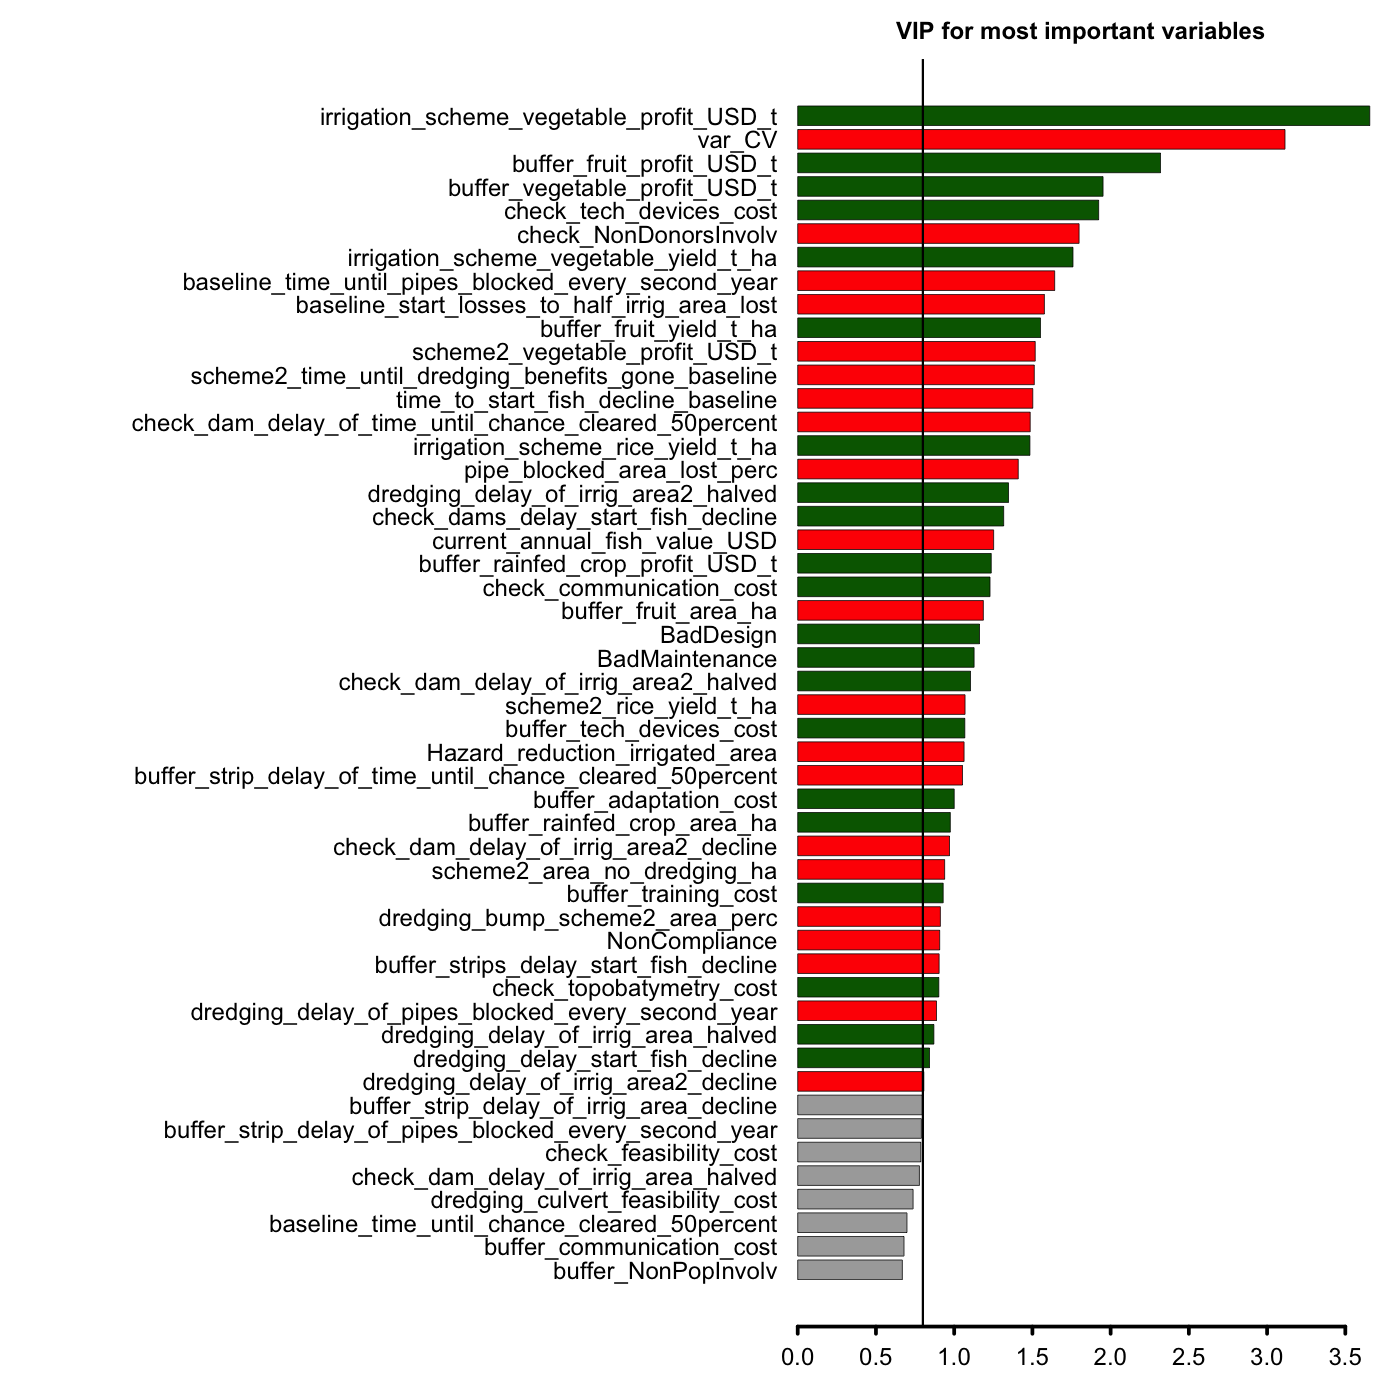 VIP for most important variables
irrigation_scheme_vegetable_profit_USD_t
var_CV
buffer_fruit_profit_USD_t
buffer_vegetable_profit_USD_t
check_tech_devices_cost
check_NonDonorsInvolv
irrigation_scheme_vegetable_yield_t_ha
baseline_time_until_pipes_blocked_every_second_year
baseline_start_losses_to_half_irrig_area_lost
buffer_fruit_yield_t_ha
scheme2_vegetable_profit_USD_t
scheme2_time_until_dredging_benefits_gone_baseline
time_to_start_fish_decline_baseline
check_dam_delay_of_time_until_chance_cleared_50percent
irrigation_scheme_rice_yield_t_ha
pipe_blocked_area_lost_perc
dredging_delay_of_irrig_area2_halved
check_dams_delay_start_fish_decline
current_annual_fish_value_USD
buffer_rainfed_crop_profit_USD_t
check_communication_cost
buffer_fruit_area_ha
BadDesign
BadMaintenance
check_dam_delay_of_irrig_area2_halved
scheme2_rice_yield_t_ha
buffer_tech_devices_cost
Hazard_reduction_irrigated_area
buffer_strip_delay_of_time_until_chance_cleared_50percent
buffer_adaptation_cost
buffer_rainfed_crop_area_ha
check_dam_delay_of_irrig_area2_decline
scheme2_area_no_dredging_ha
buffer_training_cost
dredging_bump_scheme2_area_perc
NonCompliance
buffer_strips_delay_start_fish_decline
check_topobatymetry_cost
dredging_delay_of_pipes_blocked_every_second_year
dredging_delay_of_irrig_area_halved
dredging_delay_start_fish_decline
dredging_delay_of_irrig_area2_decline
buffer_strip_delay_of_irrig_area_decline
buffer_strip_delay_of_pipes_blocked_every_second_year
check_feasibility_cost
check_dam_delay_of_irrig_area_halved
dredging_culvert_feasibility_cost
baseline_time_until_chance_cleared_50percent
buffer_communication_cost
buffer_NonPopInvolv
0.0 0.5 1.0 1.5 2.0 2.5 3.0 3.5